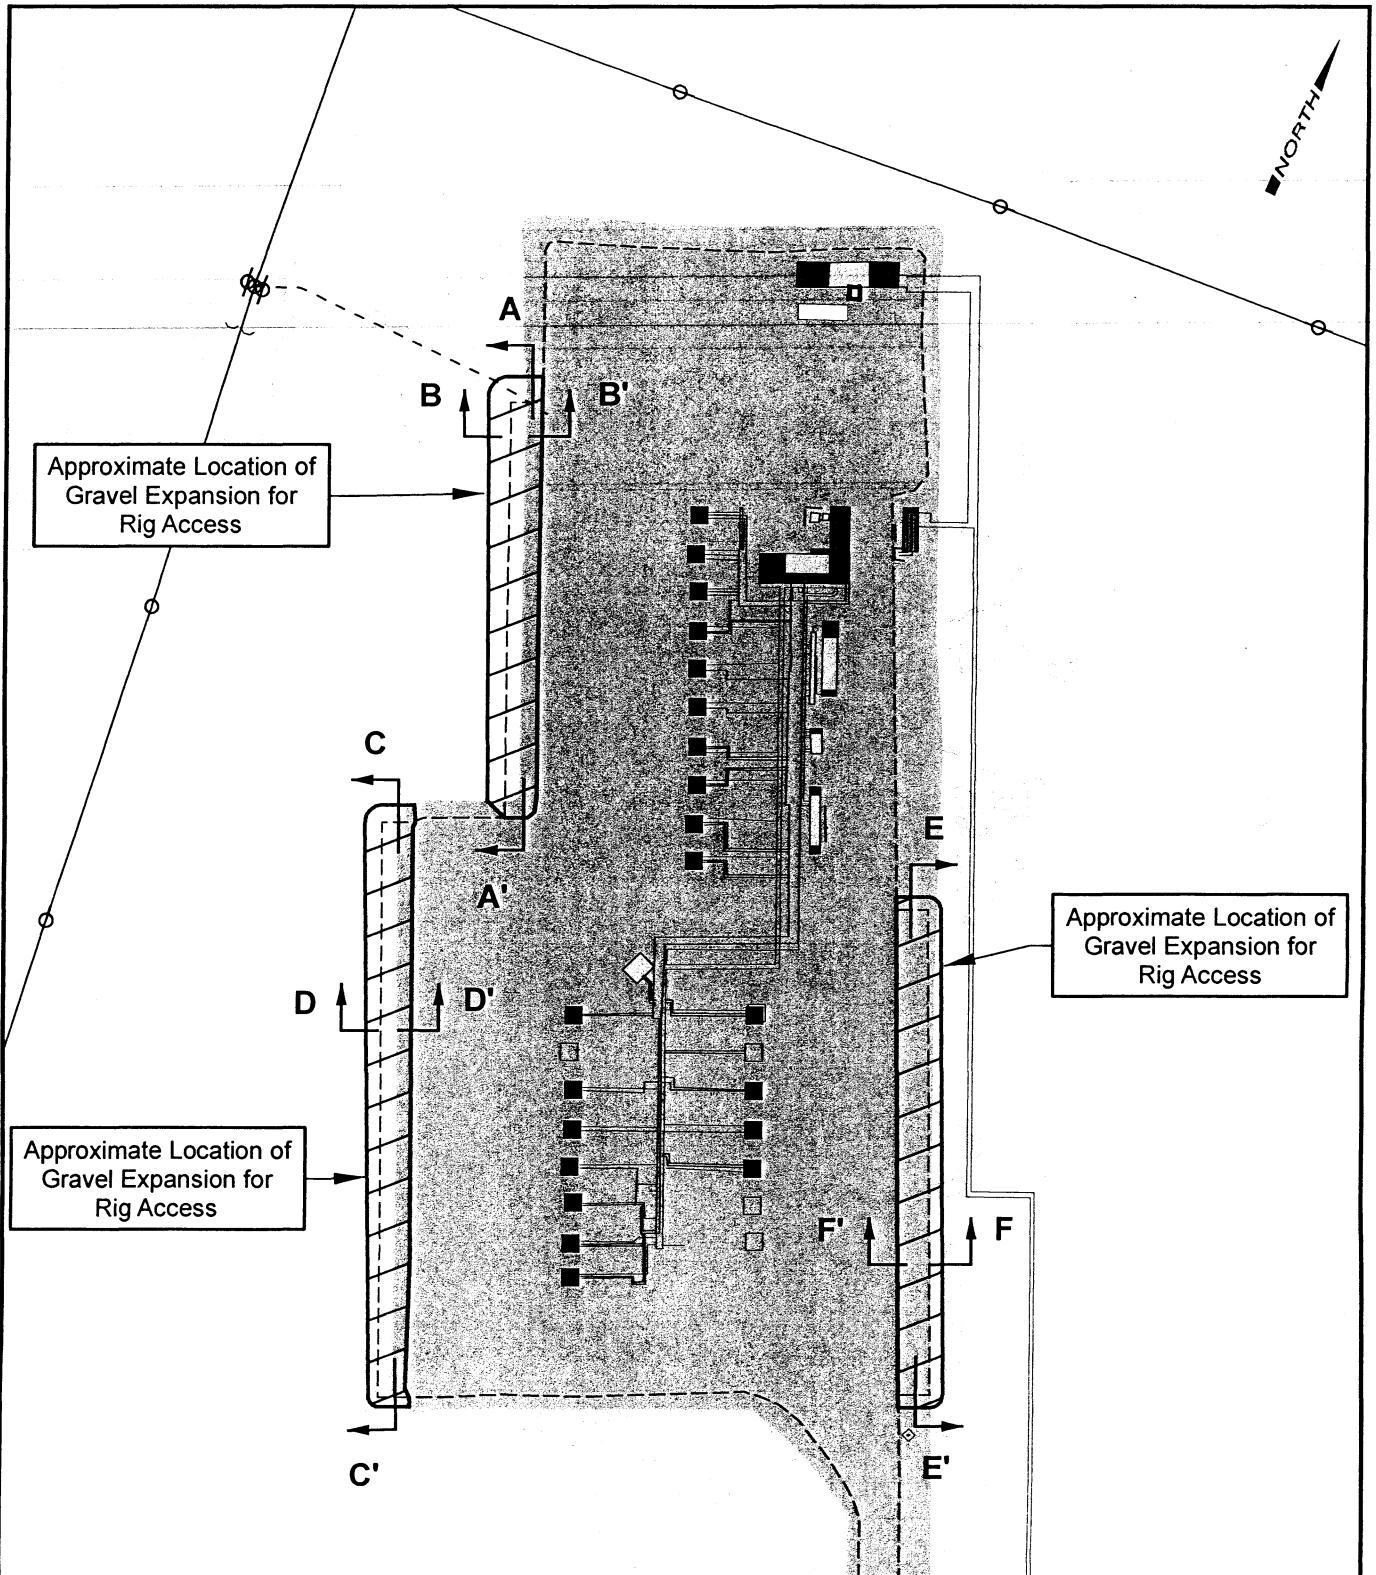 NORTH
A
B
B'
Approximate Location of
Gravel Expansion for
Rig Access
C
A'
E
Approximate Location of
Gravel Expansion for
Rig Access
D
D'
Approximate Location of
Gravel Expansion for
Rig Access
F'
F
C'
E'